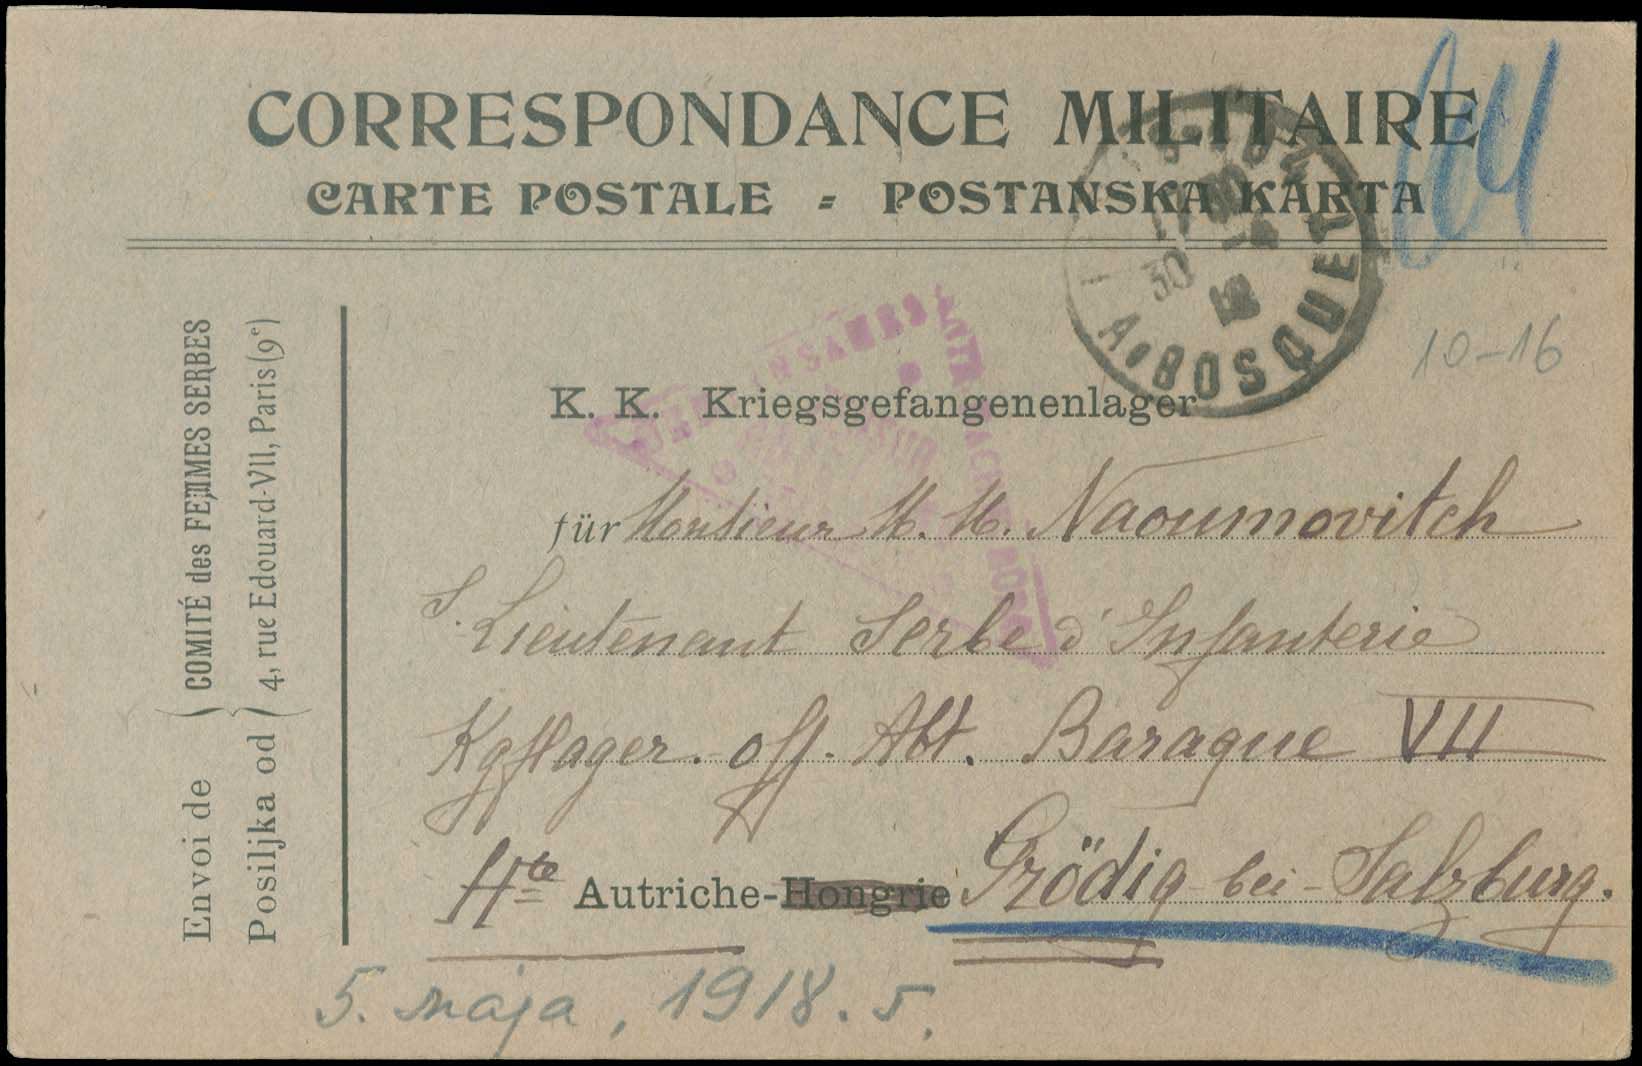 CORRESPONDANCE MILITAIRE
CARTE POSTALE = POSTANSKA KARTA
30
A. BOSQUET
10-16
Envoi de { COMITÉ des FEMMES SERBES
Posiljka od { 4, rue Edouard-VII, Paris (9e)
K. K. Kriegsgefangenenlager
für Monsieur M. M. Naoumovitch
S. Lieutenant Serbe d'Infanterie
Kgflager. off. Abt. Baraque VII
Hte Autriche-Hongrie Grödig bei Salzburg.
5. maja, 1918. 5.